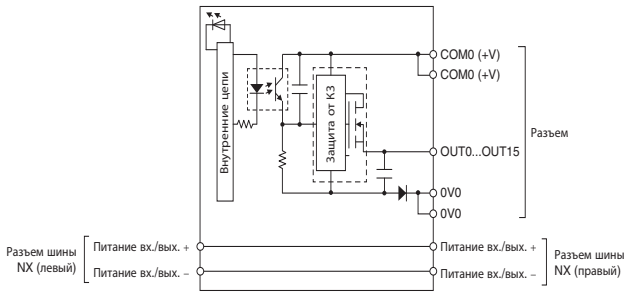 COM0 (+V)
COM0 (+V)
Внутренние цепи
Защита от КЗ
Разъем
OUT0...OUT15
0V0
0V0
Разъем шины
NX (левый)
Питание вх./вых. +
Питание вх./вых. –
Питание вх./вых. +
Питание вх./вых. –
Разъем шины
NX (правый)